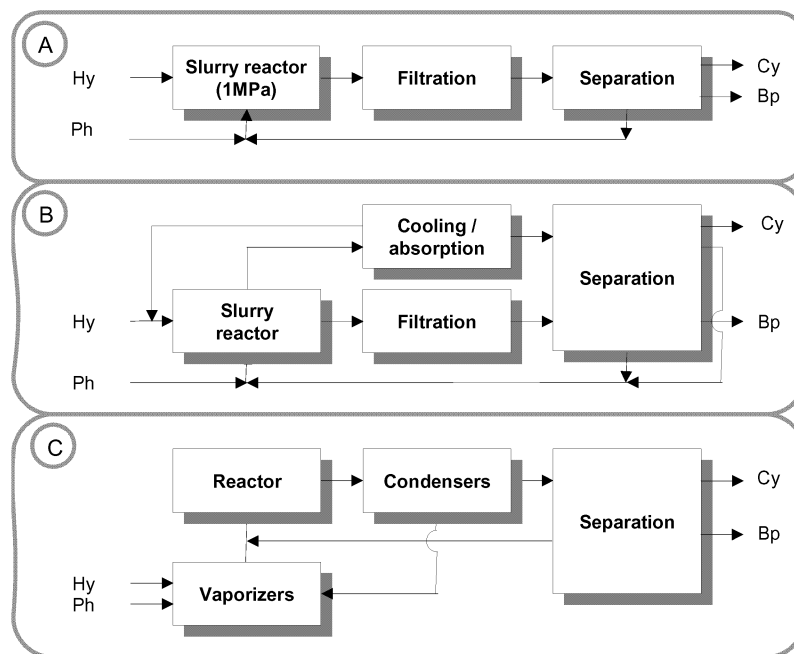 A
Hy
Slurry reactor
(1MPa)
Filtration
Separation
Cy
Bp
Ph
B
Cooling /
absorption
Separation
Cy
Hy
Slurry
reactor
Filtration
Bp
Ph
C
Reactor
Condensers
Separation
Cy
Bp
Hy
Ph
Vaporizers